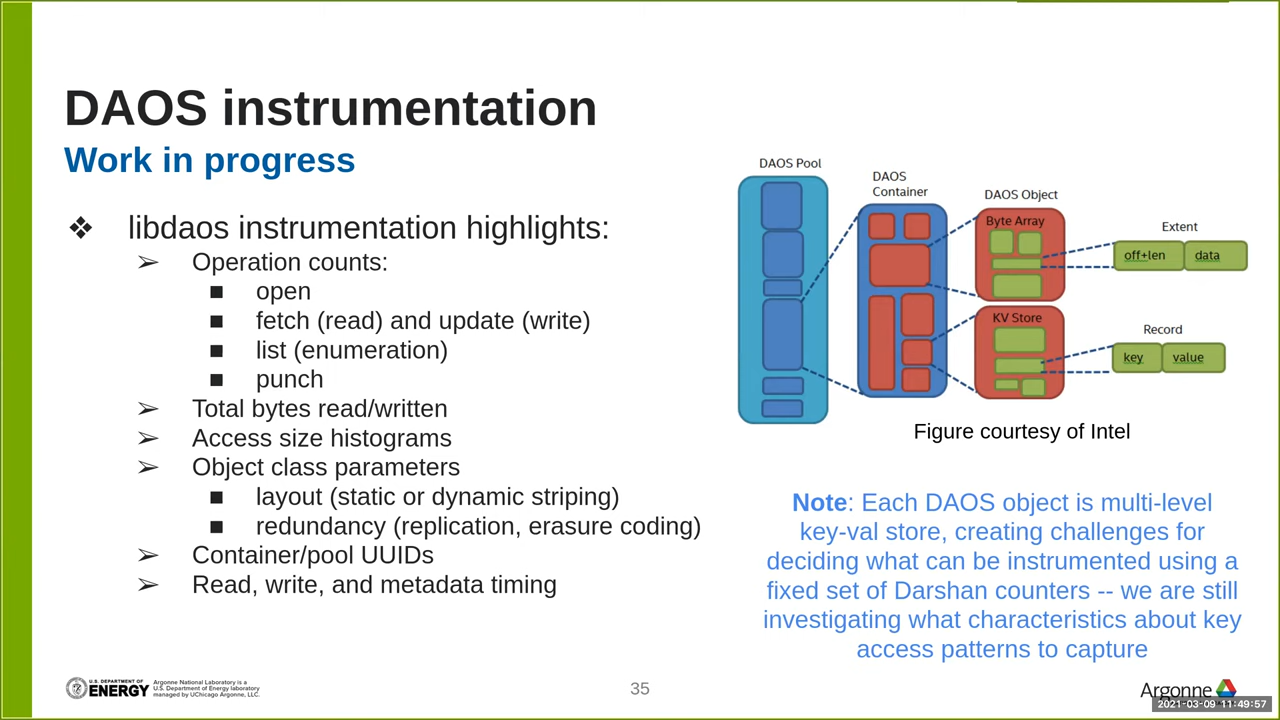 DAOS instrumentation
Work in progress
❖ libdaos instrumentation highlights:
➢ Operation counts:
■ open
■ fetch (read) and update (write)
■ list (enumeration)
■ punch
➢ Total bytes read/written
➢ Access size histograms
➢ Object class parameters
■ layout (static or dynamic striping)
■ redundancy (replication, erasure coding)
➢ Container/pool UUIDs
➢ Read, write, and metadata timing
DAOS Pool
DAOS
Container
DAOS Object
Byte Array
Extent
off+len data
KV Store
Record
key value
Figure courtesy of Intel
Note: Each DAOS object is multi-level
key-val store, creating challenges for
deciding what can be instrumented using a
fixed set of Darshan counters -- we are still
investigating what characteristics about key
access patterns to capture
U.S. DEPARTMENT OF
ENERGY
Argonne National Laboratory is a
U.S. Department of Energy laboratory
managed by UChicago Argonne, LLC.
35
Argonne
2021-03-09 11:49:57